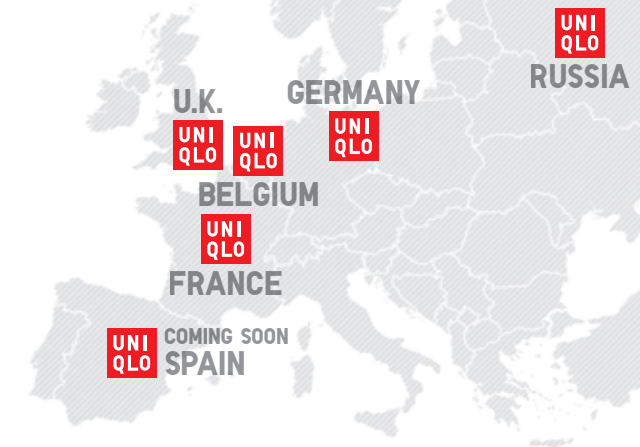 UNI
QLO
RUSSIA
GERMANY
UNI
QLO
U.K.
UNI
QLO
UNI
QLO
BELGIUM
UNI
QLO
FRANCE
UNI
QLO
COMING SOON
SPAIN